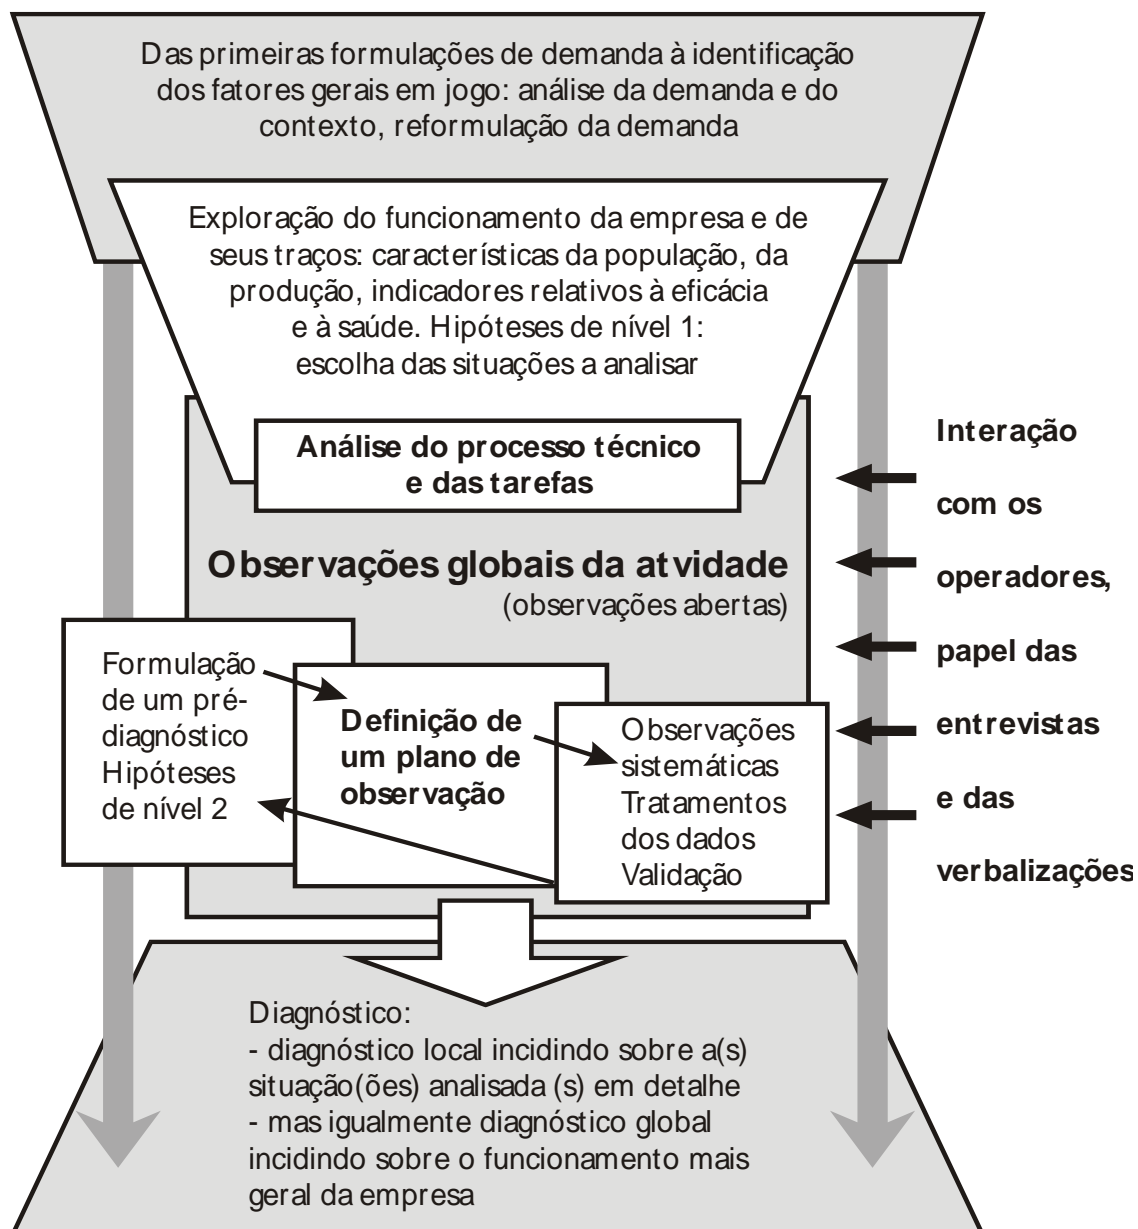 Das primeiras formulações de demanda à identificação
dos fatores gerais em jogo: análise da demanda e do
contexto, reformulação da demanda
Exploração do funcionamento da empresa e de
seus traços: características da população, da
produção, indicadores relativos à eficácia
e à saúde. Hipóteses de nível 1:
escolha das situações a analisar
Análise do processo técnico
e das tarefas
Observações globais da atvidade
(observações abertas)
Formulação
de um pré-
diagnóstico
Hipóteses
de nível 2
Definição de
um plano de
observação
Observações
sistemáticas
Tratamentos
dos dados
Validação
Interação
com os
operadores,
papel das
entrevistas
e das
verbalizações
Diagnóstico:
- diagnóstico local incidindo sobre a(s)
situação(ões) analisada (s) em detalhe
- mas igualmente diagnóstico global
incidindo sobre o funcionamento mais
geral da empresa